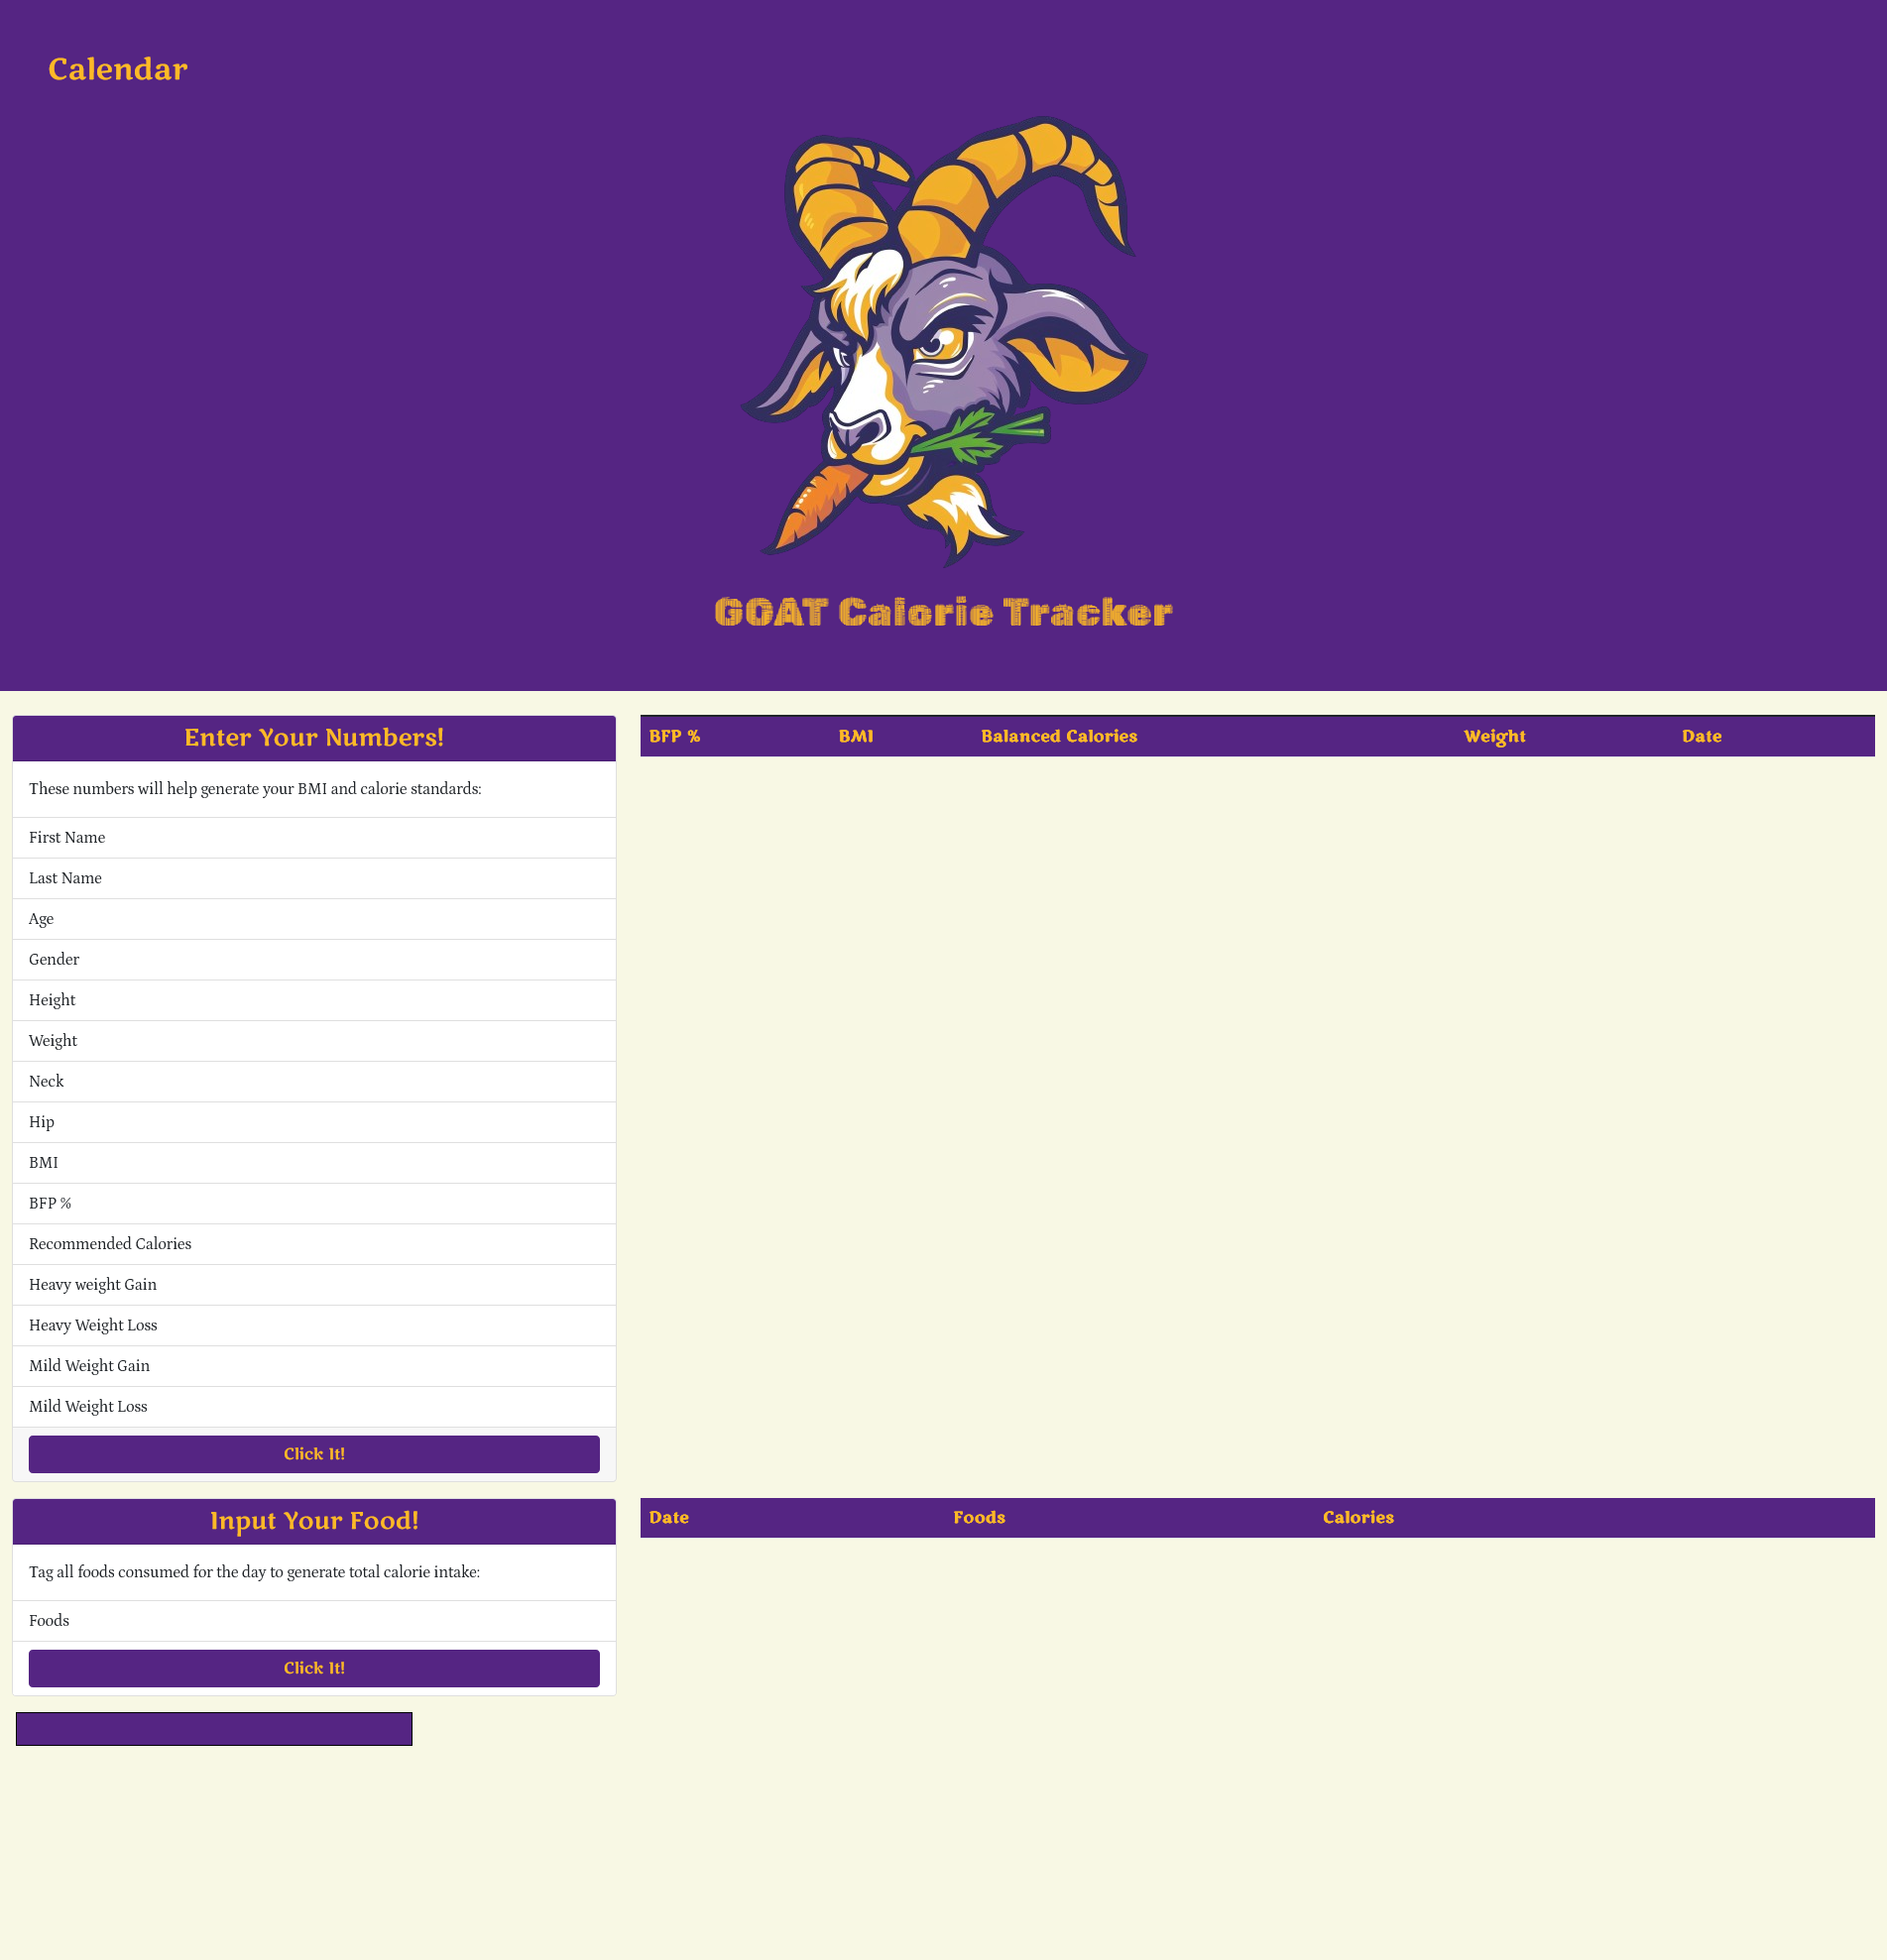 Calendar
GOAT Calorie Tracker
Enter Your Numbers!
These numbers will help generate your BMI and calorie standards:
First Name
Last Name
Age
Gender
Height
Weight
Neck
Hip
BMI
BFP %
Recommended Calories
Heavy weight Gain
Heavy Weight Loss
Mild Weight Gain
Mild Weight Loss
Click It!
BFP % BMI Balanced Calories Weight Date
Input Your Food!
Tag all foods consumed for the day to generate total calorie intake:
Foods
Click It!
Date Foods Calories